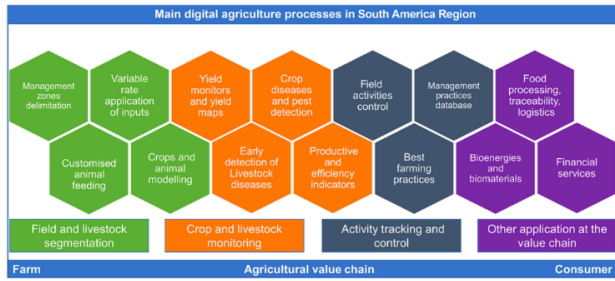 Main digital agriculture processes in South America Region
Management
zones
delimitation
Variable
rate
application
of inputs
Yield
monitors
and yield
maps
Crop
diseases
and pest
detection
Field
activities
control
Management
practices
database
Food
processing,
traceability,
logistics
Customised
animal
feeding
Crops and
animal
modelling
Early
detection of
Livestock
diseases
Productive
and
efficiency
indicators
Best
farming
practices
Bioenergies
and
biomaterials
Financial
services
Field and livestock
segmentation
Crop and livestock
monitoring
Activity tracking and
control
Other application at the
value chain
Farm
Agricultural value chain
Consumer